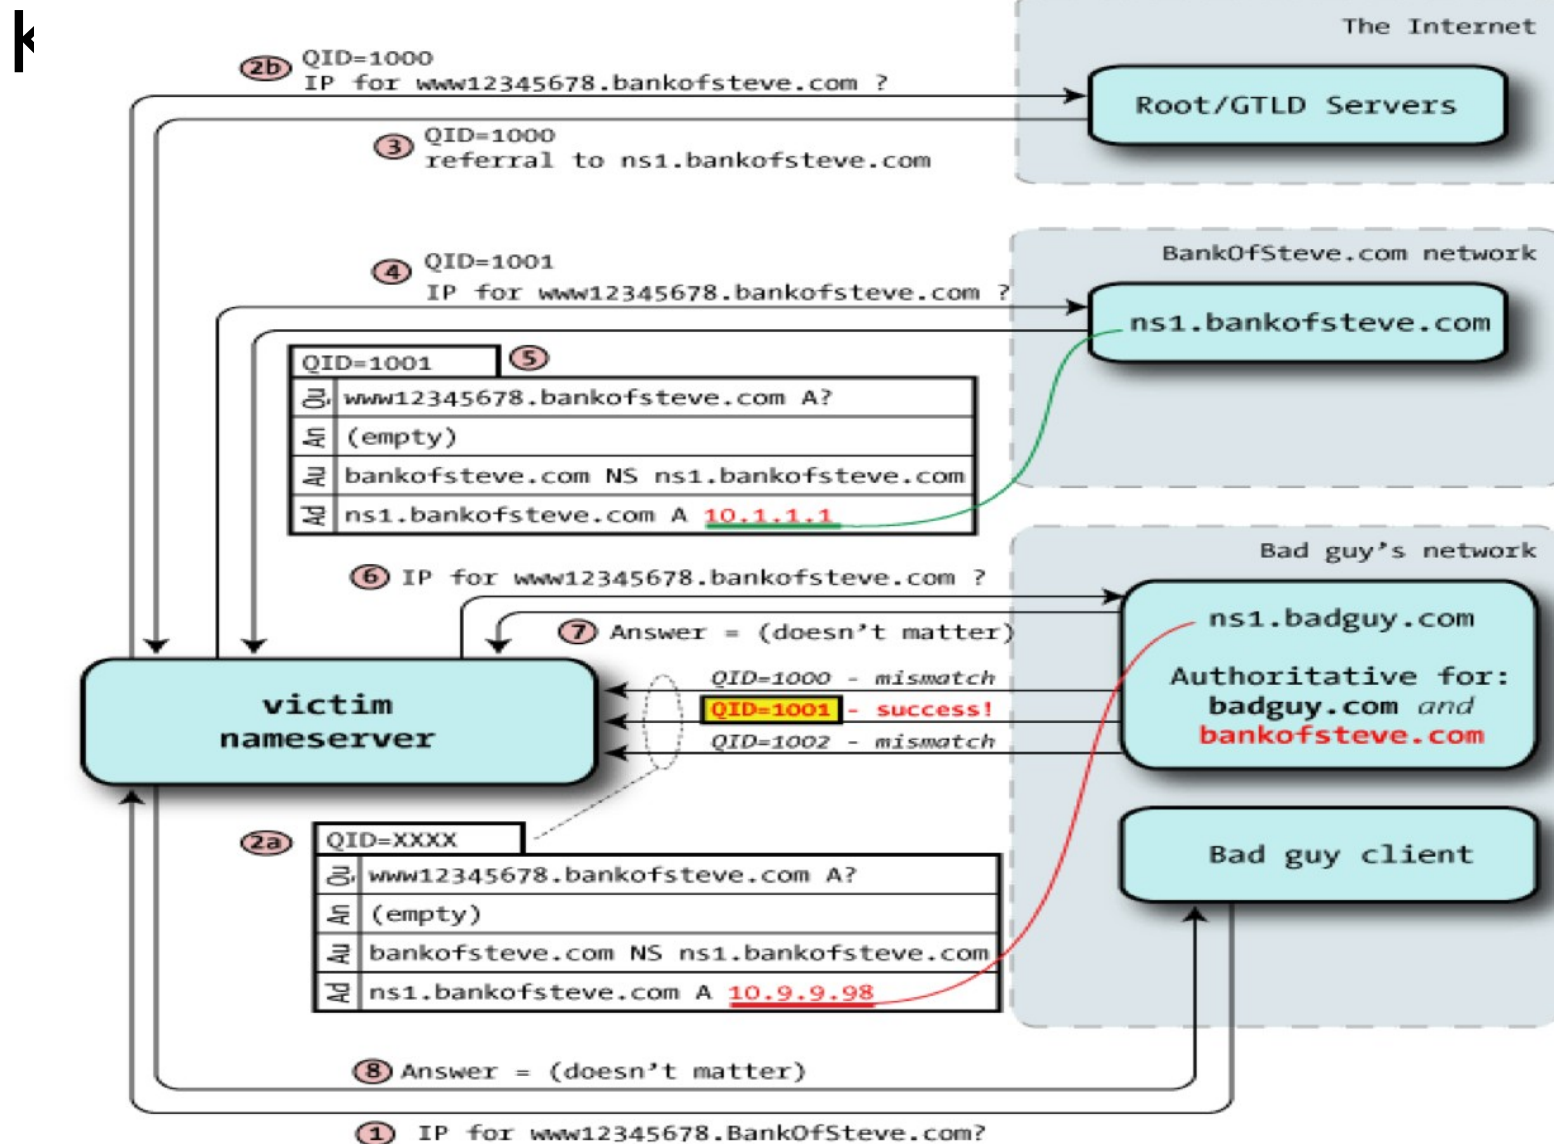 k
The Internet
2b QID=1000
IP for www12345678.bankofsteve.com ?
Root/GTLD Servers
3 QID=1000
referral to ns1.bankofsteve.com
BankOfSteve.com network
4 QID=1001
IP for www12345678.bankofsteve.com ?
ns1.bankofsteve.com
QID=1001 5
Qu www12345678.bankofsteve.com A?
An (empty)
Au bankofsteve.com NS ns1.bankofsteve.com
Ad ns1.bankofsteve.com A 10.1.1.1
Bad guy's network
6 IP for www12345678.bankofsteve.com ?
7 Answer = (doesn't matter)
ns1.badguy.com
Authoritative for:
badguy.com and
bankofsteve.com
victim
nameserver
QID=1000 - mismatch
QID=1001 - success!
QID=1002 - mismatch
2a QID=XXXX
Qu www12345678.bankofsteve.com A?
An (empty)
Au bankofsteve.com NS ns1.bankofsteve.com
Ad ns1.bankofsteve.com A 10.9.9.98
Bad guy client
8 Answer = (doesn't matter)
1 IP for www12345678.BankOfSteve.com?